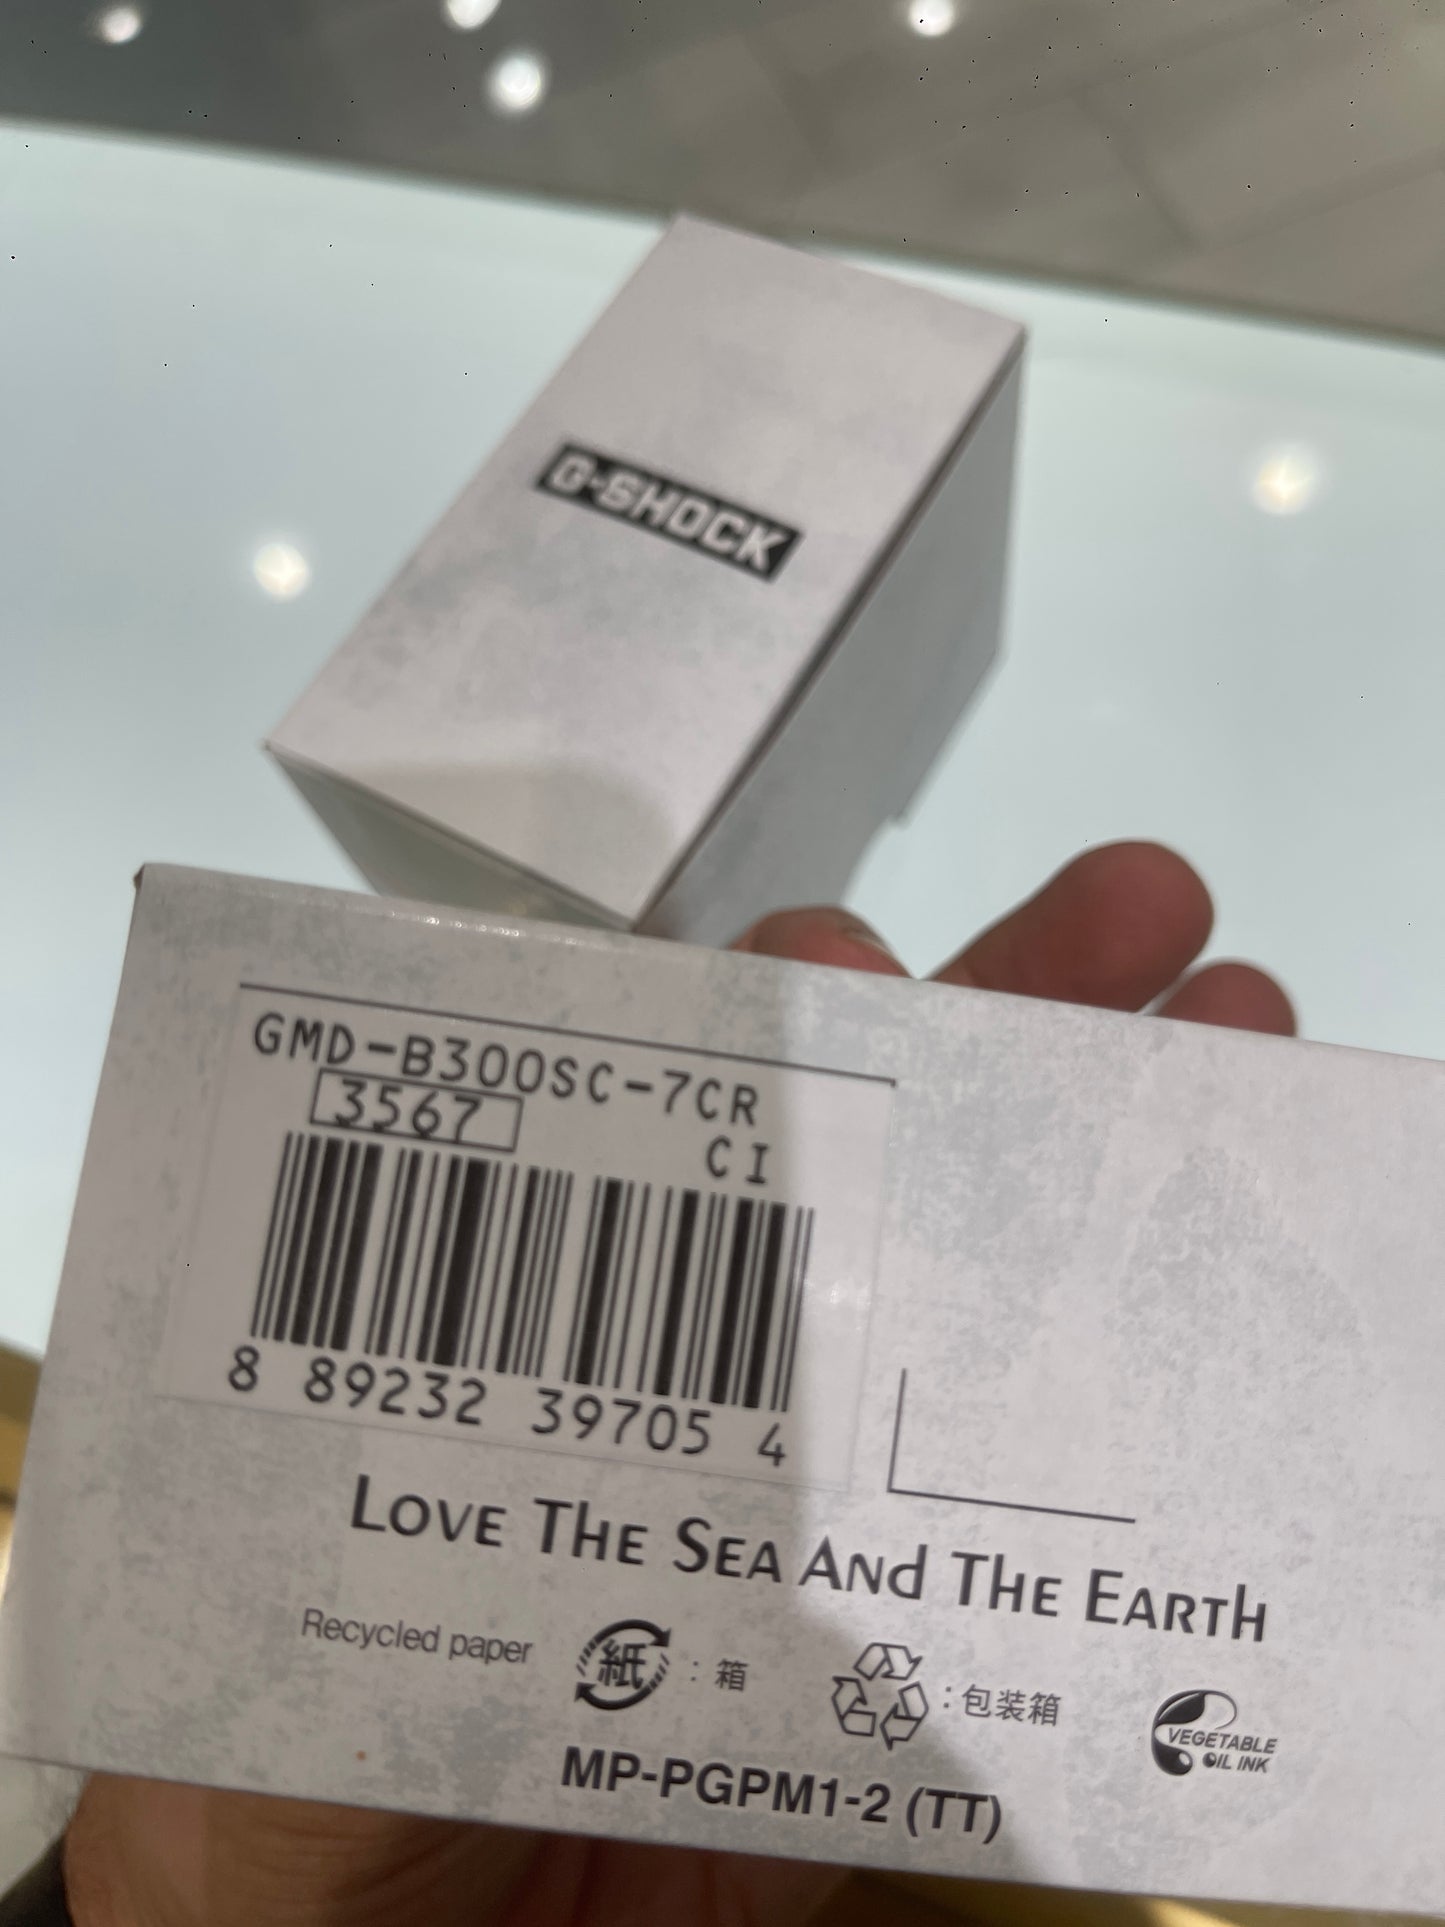 G-SHOCK
GMD-B300SC-7CR
3567
CI
8 89232 39705 4
LOVE THE SEA AND THE EARTH
Recycled paper 紙 : 箱 : 包装箱 VEGETABLE
OIL INK
MP-PGPM1-2 (TT)